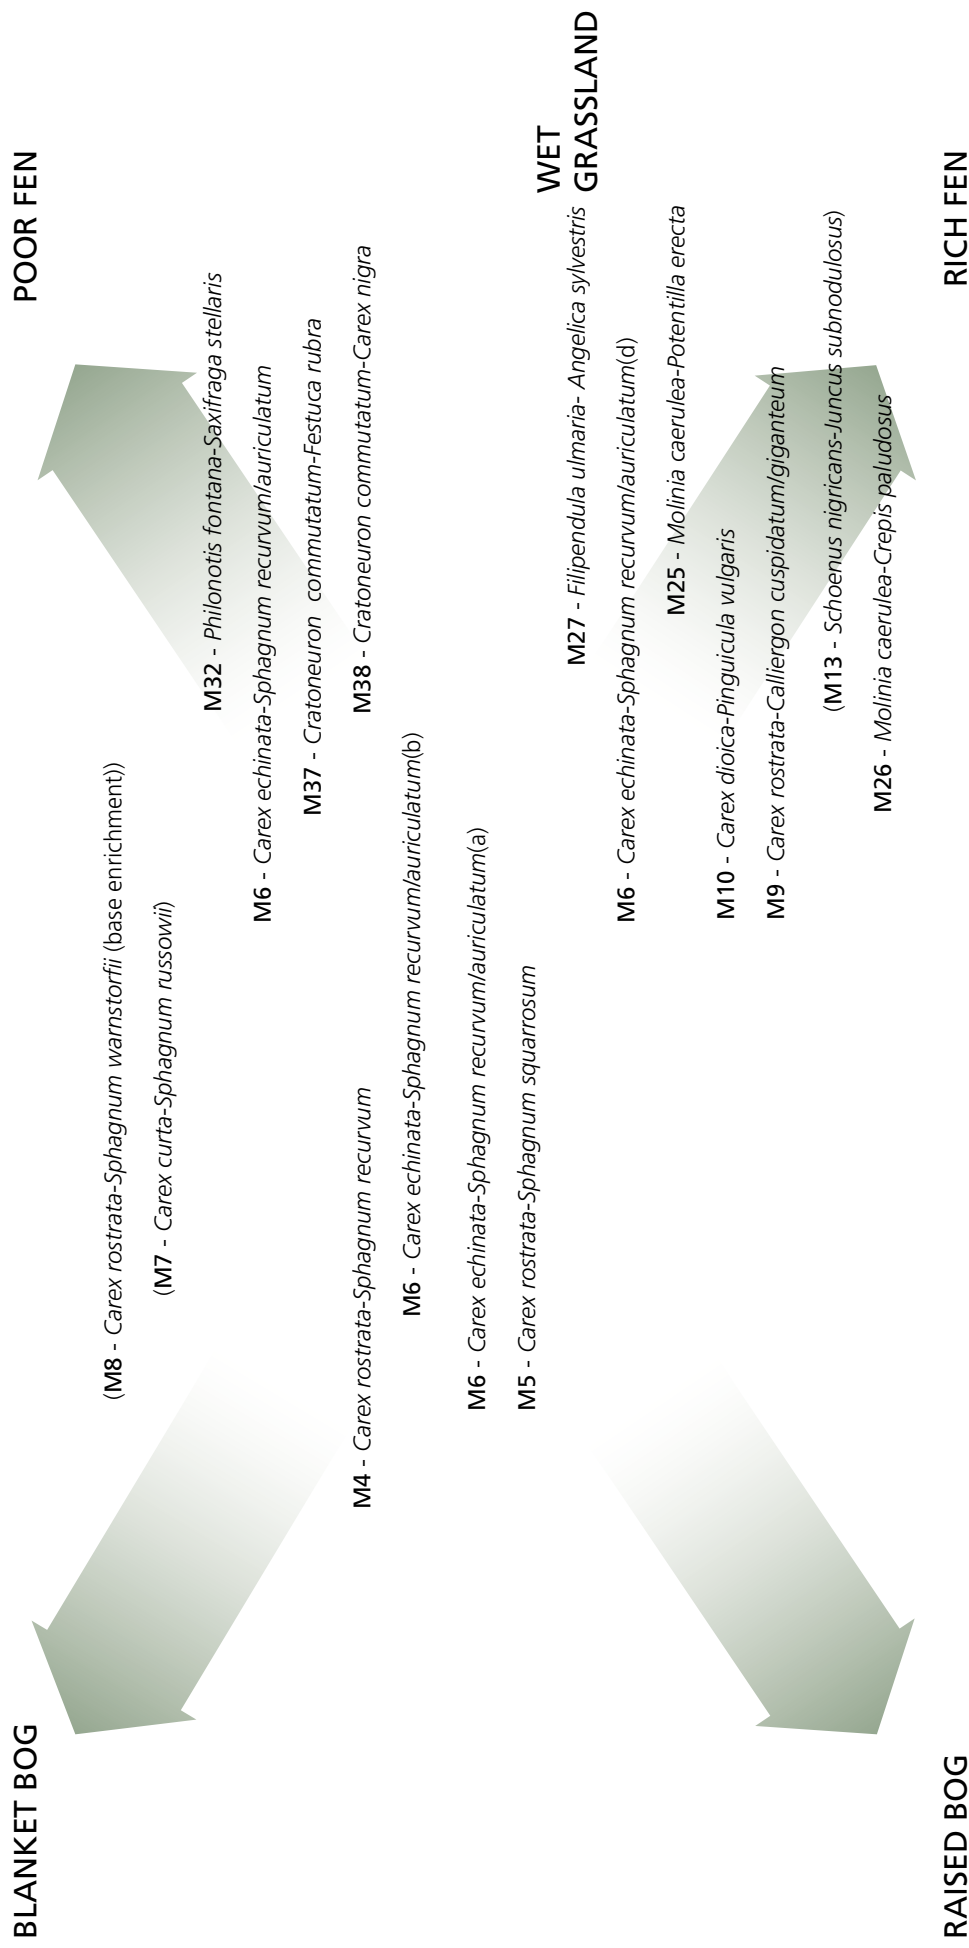 BLANKET BOG
POOR FEN
(M8 - Carex rostrata-Sphagnum warnstorfii (base enrichment))
(M7 - Carex curta-Sphagnum russowii)
M32 - Philonotis fontana-Saxifraga stellaris
M6 - Carex echinata-Sphagnum recurvum/auriculatum
M37 - Cratoneuron commutatum-Festuca rubra
M4 - Carex rostrata-Sphagnum recurvum
M38 - Cratoneuron commutatum-Carex nigra
M6 - Carex echinata-Sphagnum recurvum/auriculatum(b)
M6 - Carex echinata-Sphagnum recurvum/auriculatum(a)
M5 - Carex rostrata-Sphagnum squarrosum
WET
GRASSLAND
M27 - Filipendula ulmaria- Angelica sylvestris
M6 - Carex echinata-Sphagnum recurvum/auriculatum(d)
M25 - Molinia caerulea-Potentilla erecta
M10 - Carex dioica-Pinguicula vulgaris
M9 - Carex rostrata-Calliergon cuspidatum/giganteum
(M13 - Schoenus nigricans-Juncus subnodulosus)
M26 - Molinia caerulea-Crepis paludosus
RAISED BOG
RICH FEN